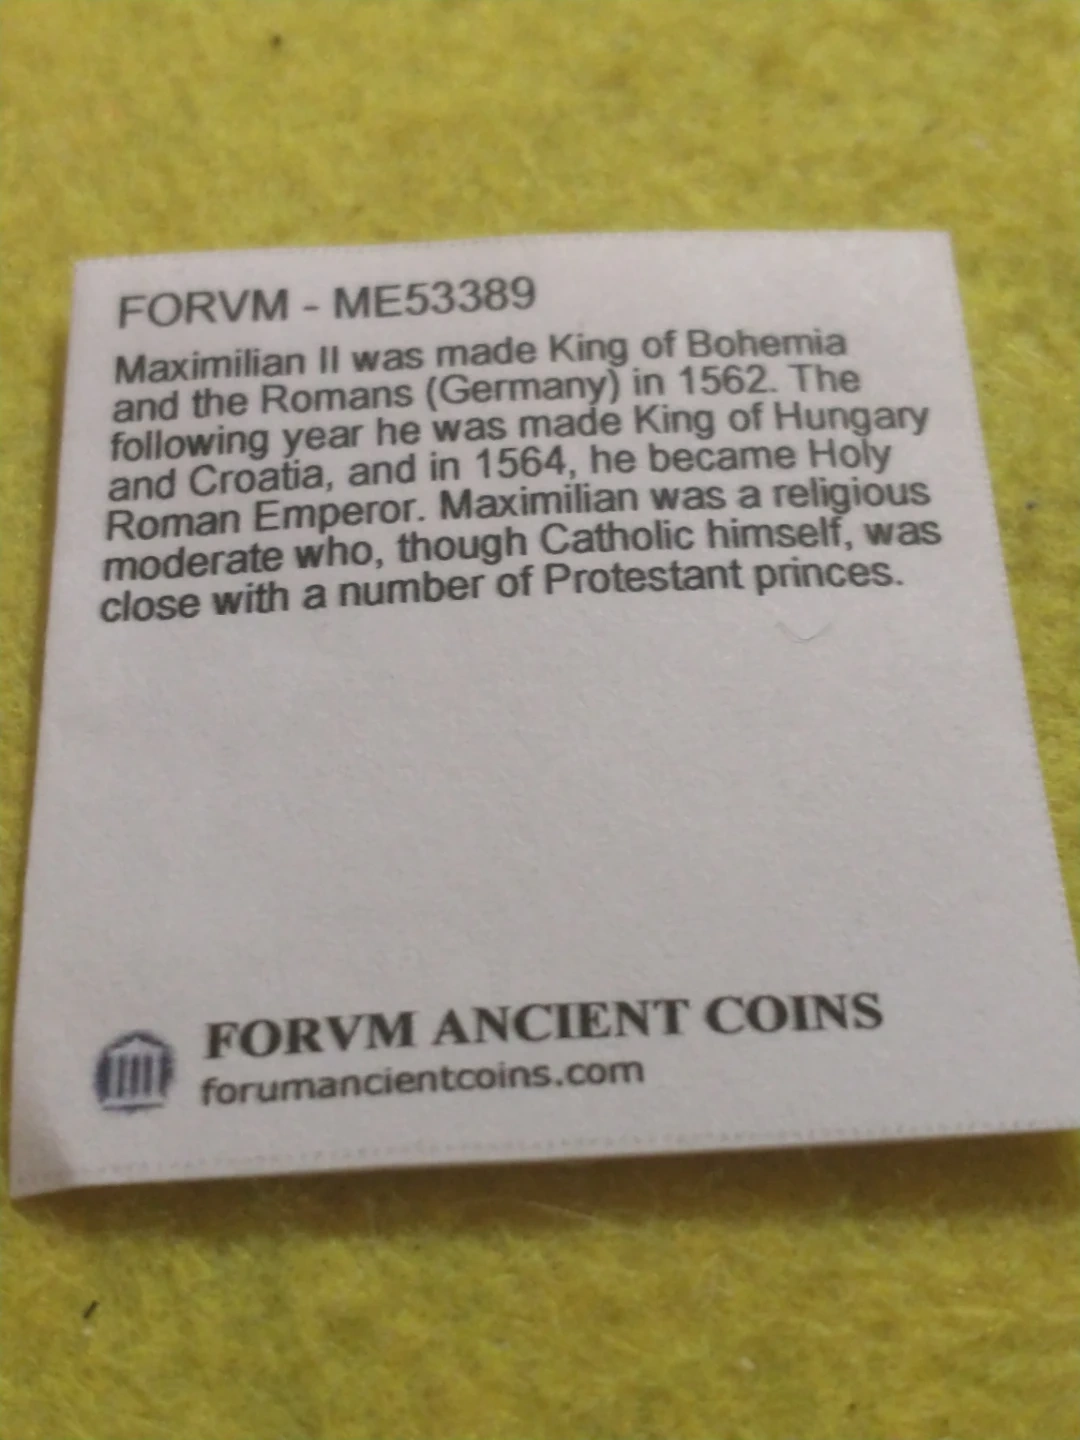 FORVM - ME53389
Maximilian II was made King of Bohemia
and the Romans (Germany) in 1562. The
following year he was made King of Hungary
and Croatia, and in 1564, he became Holy
Roman Emperor. Maximilian was a religious
moderate who, though Catholic himself, was
close with a number of Protestant princes.
FORVM ANCIENT COINS
forumancientcoins.com